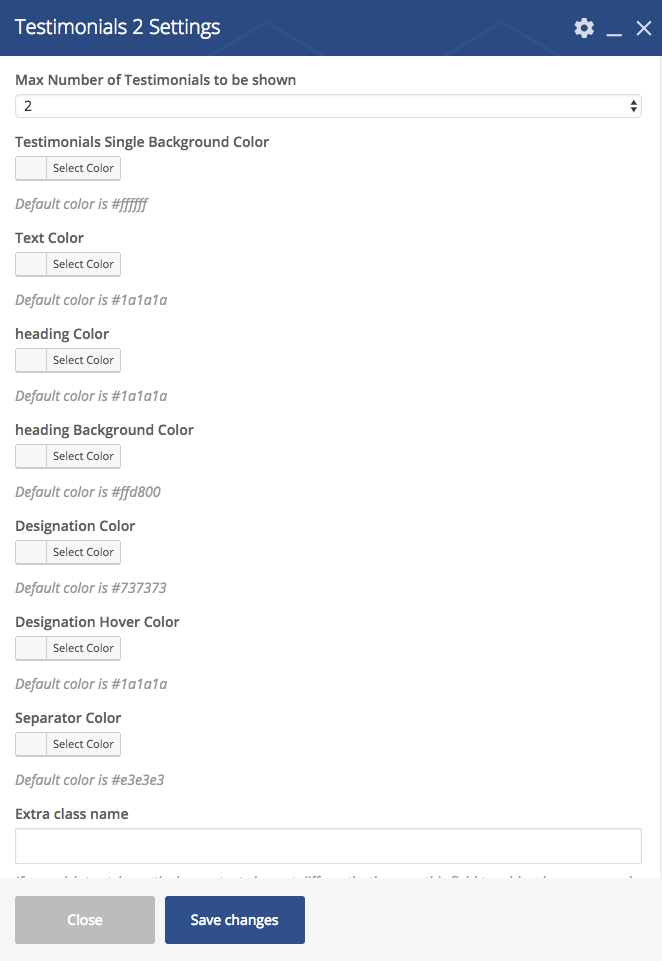 Testimonials 2 Settings
Max Number of Testimonials to be shown
2
Testimonials Single Background Color
Select Color
Default color is #ffffff
Text Color
Select Color
Default color is #1a1a1a
heading Color
Select Color
Default color is #1a1a1a
heading Background Color
Select Color
Default color is #ffd800
Designation Color
Select Color
Default color is #737373
Designation Hover Color
Select Color
Default color is #1a1a1a
Separator Color
Select Color
Default color is #e3e3e3
Extra class name
Close
Save changes